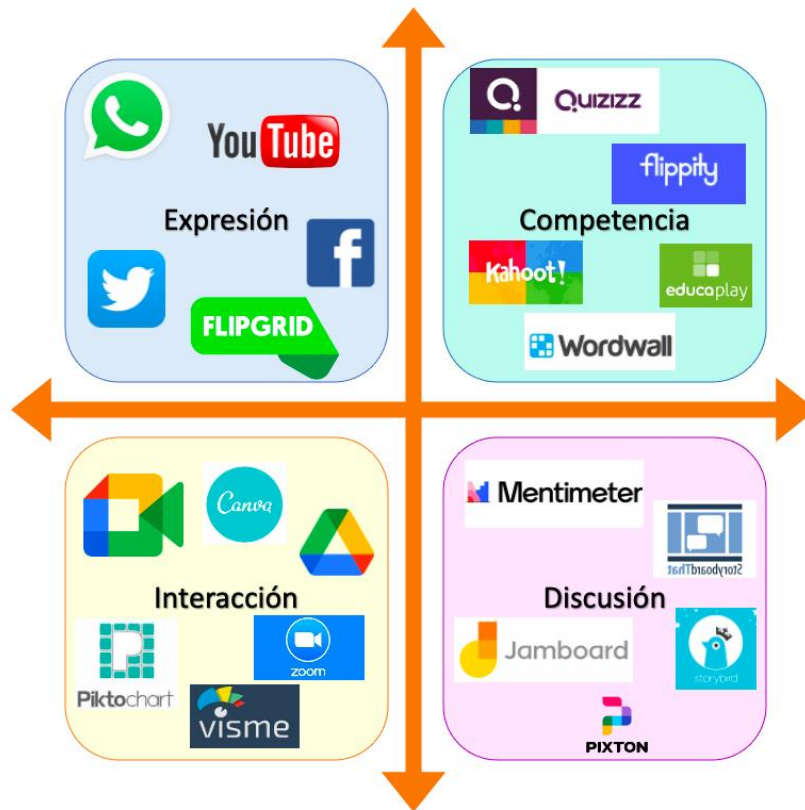 QUIZIZZ
YouTube
flippity
Expresión
Competencia
Kahoot!
educaplay
FLIPGRID
Wordwall
Canva
Mentimeter
StoryboardThat
Interacción
Discusión
Piktochart
zoom
Jamboard
storybird
visme
PIXTON